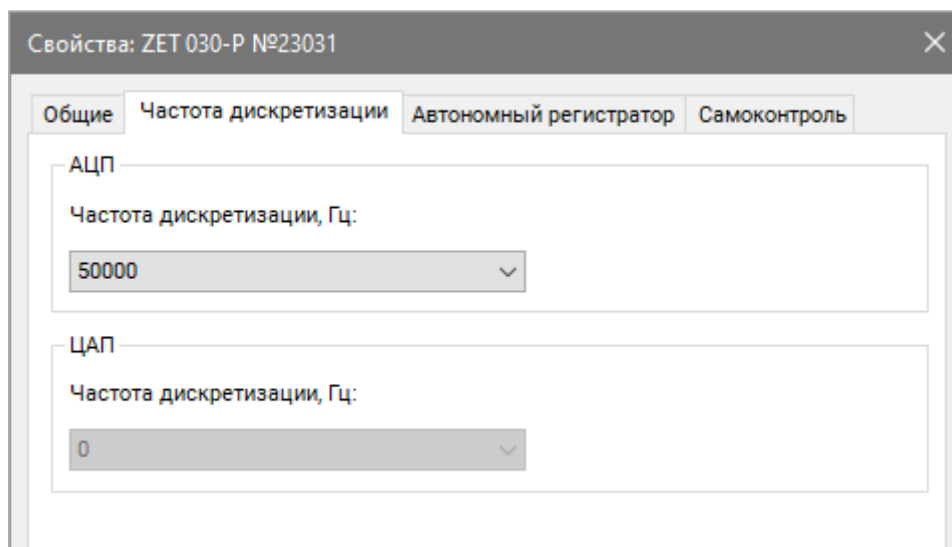 Свойства: ZET 030-P №23031
Общие Частота дискретизации Автономный регистратор Самоконтроль
АЦП
Частота дискретизации, Гц:
50000
ЦАП
Частота дискретизации, Гц:
0